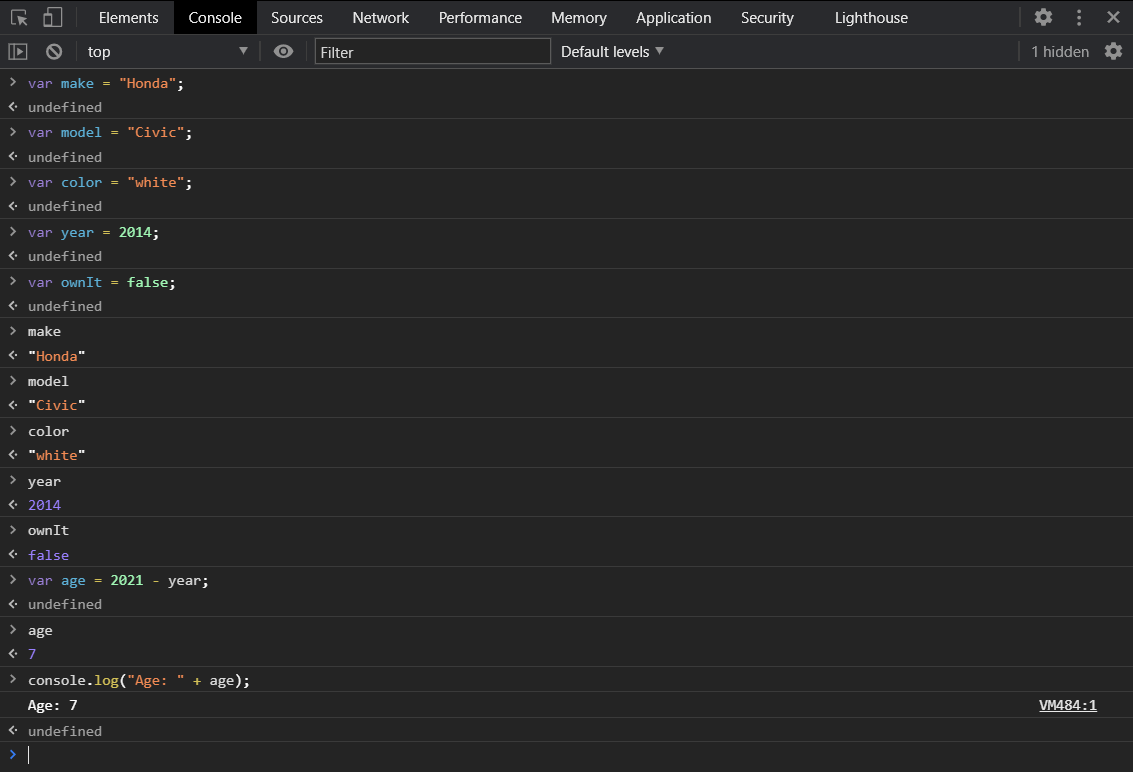 Elements Console Sources Network Performance Memory Application Security Lighthouse
top Filter Default levels 1 hidden
> var make = "Honda";
undefined
> var model = "Civic";
undefined
> var color = "white";
undefined
> var year = 2014;
undefined
> var ownIt = false;
undefined
> make
"Honda"
> model
"Civic"
> color
"white"
> year
2014
> ownIt
false
> var age = 2021 - year;
undefined
> age
7
> console.log("Age: " + age);
Age: 7 VM484:1
undefined
>